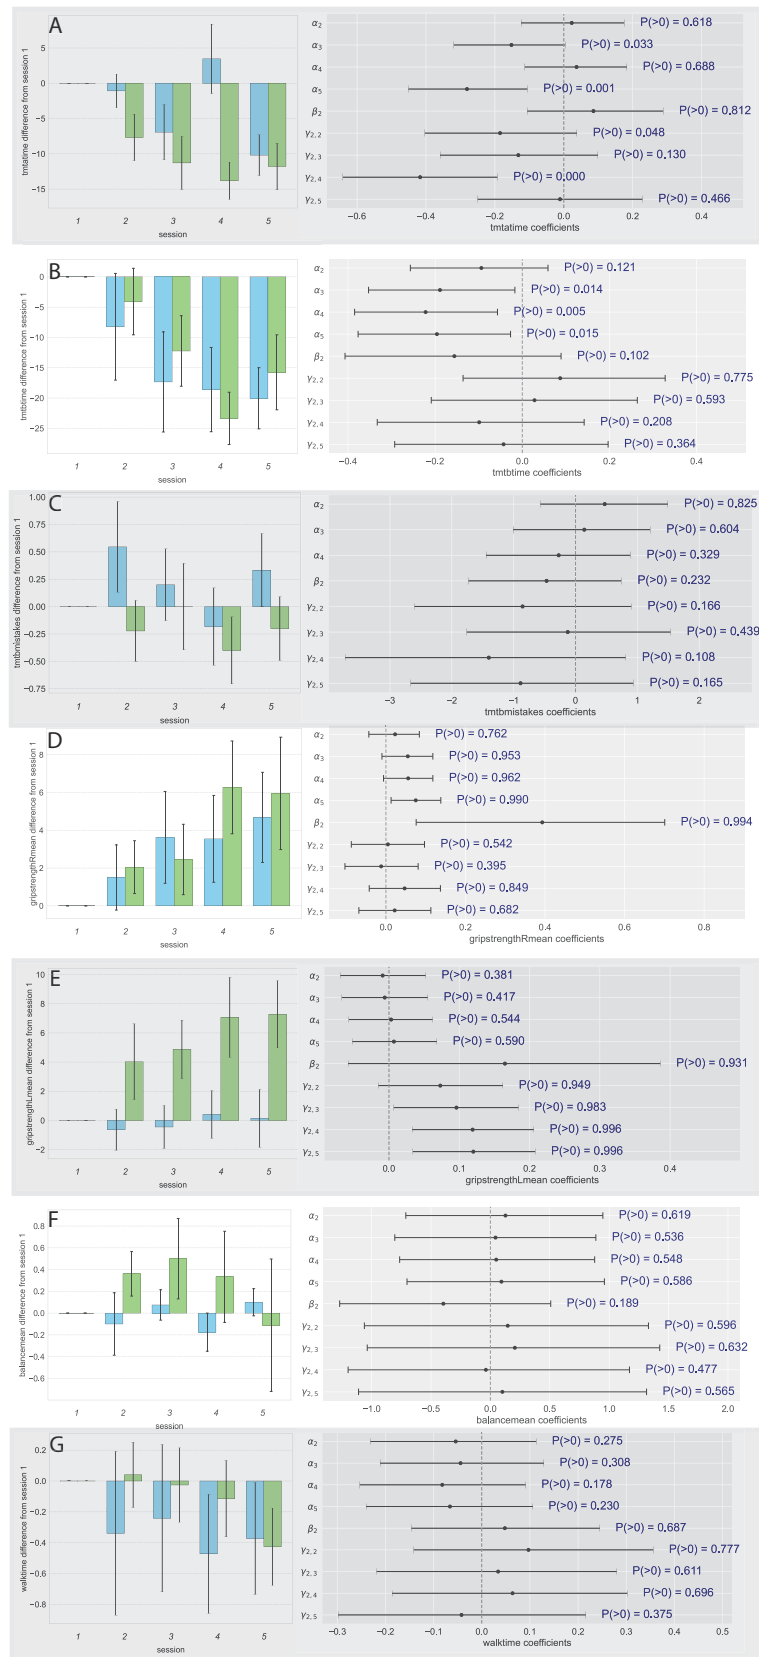 A
tmtatime difference from session 1
5
0
−5
−10
−15
1 2 3 4 5
session
α2 P(>0) = 0.618
α3 P(>0) = 0.033
α4 P(>0) = 0.688
α5 P(>0) = 0.001
β2 P(>0) = 0.812
γ2,2 P(>0) = 0.048
γ2,3 P(>0) = 0.130
γ2,4 P(>0) = 0.000
γ2,5 P(>0) = 0.466
−0.6 −0.4 −0.2 0.0 0.2 0.4
tmtatime coefficients
B
tmtbtime difference from session 1
0
−5
−10
−15
−20
−25
1 2 3 4 5
session
α2 P(>0) = 0.121
α3 P(>0) = 0.014
α4 P(>0) = 0.005
α5 P(>0) = 0.015
β2 P(>0) = 0.102
γ2,2 P(>0) = 0.775
γ2,3 P(>0) = 0.593
γ2,4 P(>0) = 0.208
γ2,5 P(>0) = 0.364
−0.4 −0.2 0.0 0.2 0.4
tmtbtime coefficients
C
tmtbmistakes difference from session 1
1.00
0.75
0.50
0.25
0.00
−0.25
−0.50
−0.75
1 2 3 4 5
session
α2 P(>0) = 0.825
α3 P(>0) = 0.604
α4 P(>0) = 0.329
β2 P(>0) = 0.232
γ2,2 P(>0) = 0.166
γ2,3 P(>0) = 0.439
γ2,4 P(>0) = 0.108
γ2,5 P(>0) = 0.165
−3 −2 −1 0 1 2
tmtbmistakes coefficients
D
gripstrengthRmean difference from session 1
8
6
4
2
0
1 2 3 4 5
session
α2 P(>0) = 0.762
α3 P(>0) = 0.953
α4 P(>0) = 0.962
α5 P(>0) = 0.990
β2 P(>0) = 0.994
γ2,2 P(>0) = 0.542
γ2,3 P(>0) = 0.395
γ2,4 P(>0) = 0.849
γ2,5 P(>0) = 0.682
0.0 0.2 0.4 0.6 0.8
gripstrengthRmean coefficients
E
gripstrengthLmean difference from session 1
10
8
6
4
2
0
−2
1 2 3 4 5
session
α2 P(>0) = 0.381
α3 P(>0) = 0.417
α4 P(>0) = 0.544
α5 P(>0) = 0.590
β2 P(>0) = 0.931
γ2,2 P(>0) = 0.949
γ2,3 P(>0) = 0.983
γ2,4 P(>0) = 0.996
γ2,5 P(>0) = 0.996
0.0 0.1 0.2 0.3 0.4
gripstrengthLmean coefficients
F
balancemean difference from session 1
0.8
0.6
0.4
0.2
0.0
−0.2
−0.4
−0.6
1 2 3 4 5
session
α2 P(>0) = 0.619
α3 P(>0) = 0.536
α4 P(>0) = 0.548
α5 P(>0) = 0.586
β2 P(>0) = 0.189
γ2,2 P(>0) = 0.596
γ2,3 P(>0) = 0.632
γ2,4 P(>0) = 0.477
γ2,5 P(>0) = 0.565
−1.0 −0.5 0.0 0.5 1.0 1.5 2.0
balancemean coefficients
G
walktime difference from session 1
0.2
0.0
−0.2
−0.4
−0.6
−0.8
1 2 3 4 5
session
α2 P(>0) = 0.275
α3 P(>0) = 0.308
α4 P(>0) = 0.178
α5 P(>0) = 0.230
β2 P(>0) = 0.687
γ2,2 P(>0) = 0.777
γ2,3 P(>0) = 0.611
γ2,4 P(>0) = 0.696
γ2,5 P(>0) = 0.375
−0.3 −0.2 −0.1 0.0 0.1 0.2 0.3 0.4 0.5
walktime coefficients